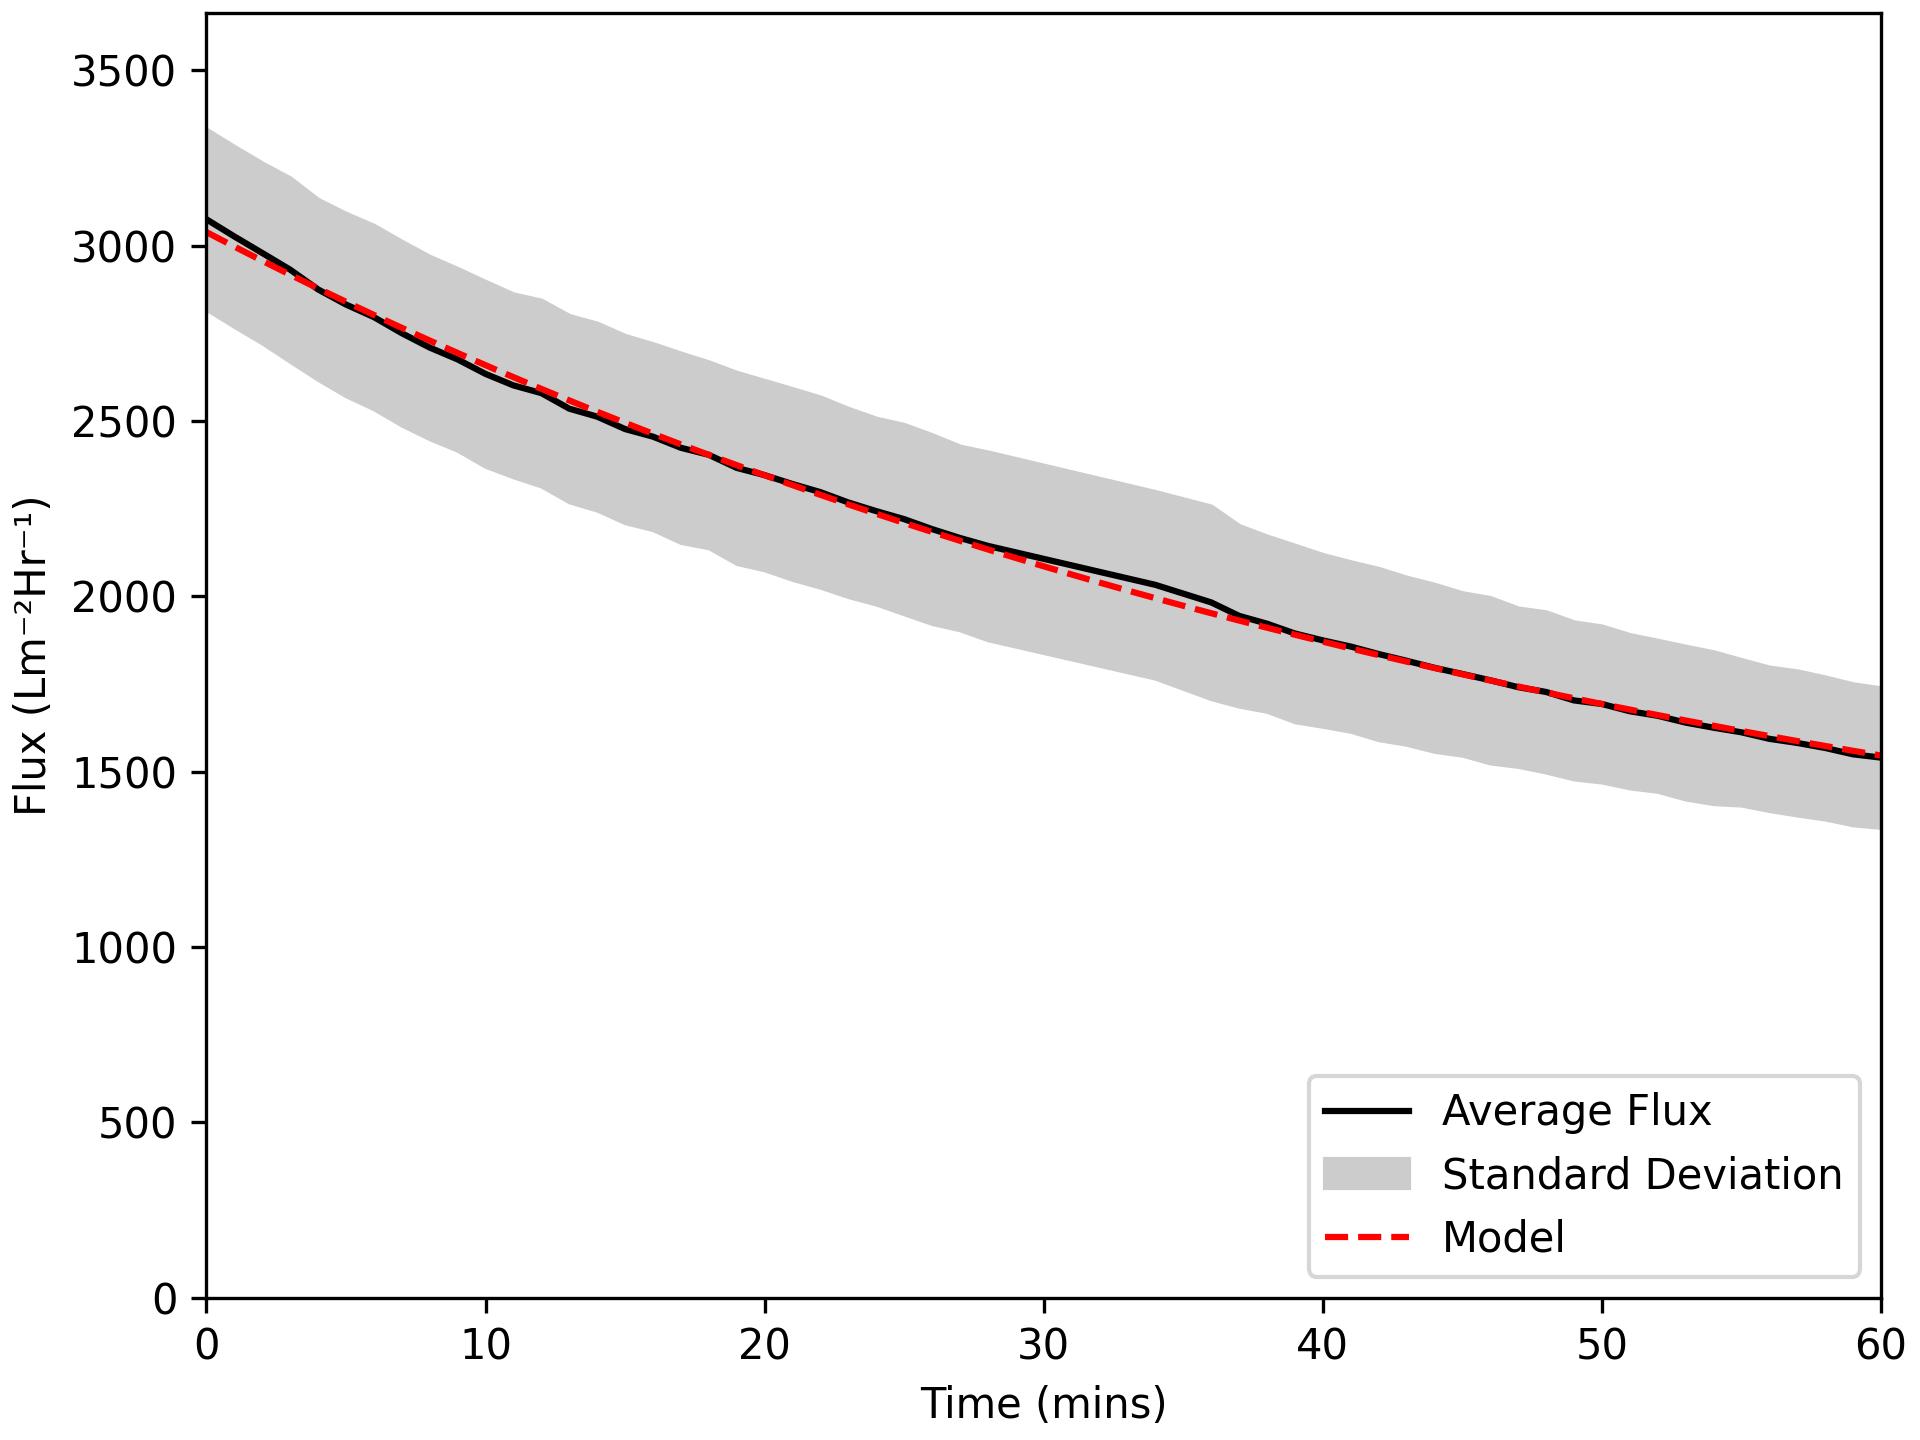 3500
3000
2500
2000
1500
1000
500
0
Flux (Lm⁻²Hr⁻¹)
0 10 20 30 40 50 60
Time (mins)
Average Flux
Standard Deviation
Model